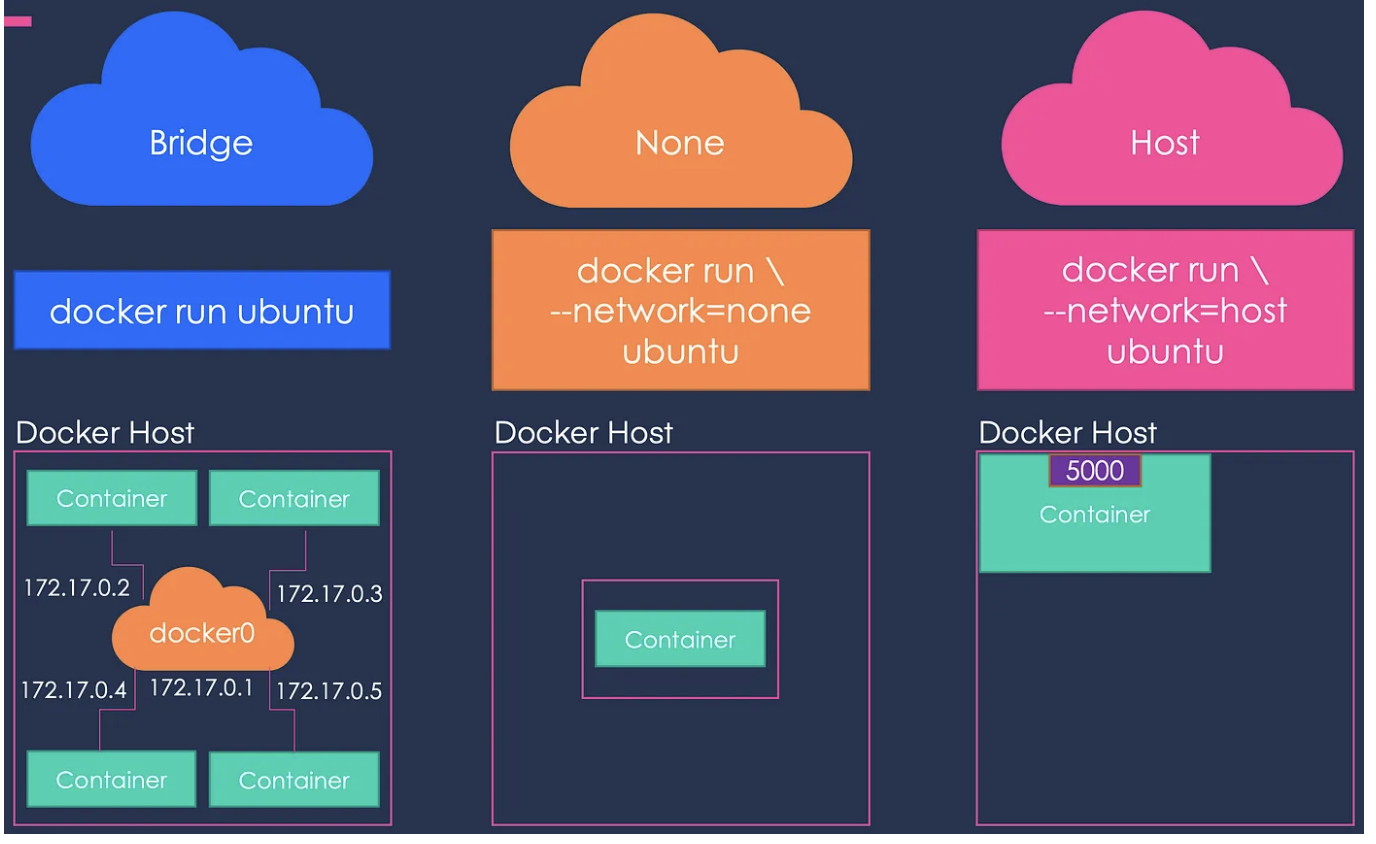 Bridge
None
Host
docker run ubuntu
docker run \
--network=none
ubuntu
docker run \
--network=host
ubuntu
Docker Host
Container
Container
172.17.0.2
172.17.0.3
docker0
172.17.0.4
172.17.0.1
172.17.0.5
Container
Container
Docker Host
Container
Docker Host
5000
Container